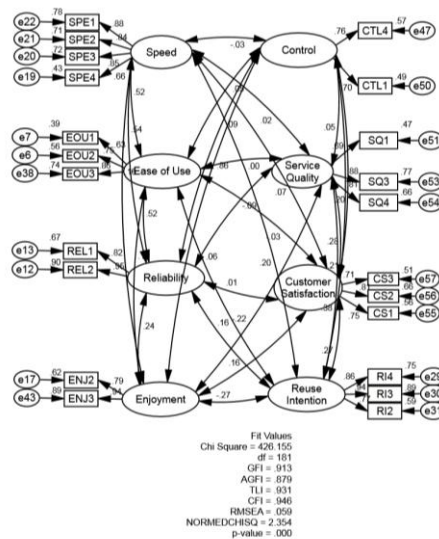 e22 .78 SPE1 .88
e21 .71 SPE2 .84
e20 .72 SPE3 .85
e19 .43 SPE4 .66
Speed
-.03
Control
.76 CTL4 .57 e47
.70 CTL1 .49 e50
.52
.54
.09
.02
.05
e7 .39 EOU1 .63
e6 .56 EOU2
e38 .74 EOU3
Ease of Use
.86
.00
.07
Service
Quality
SQ1 .47 e51
.88 SQ3 .77 e53
.81 SQ4 .66 e54
.52
.03
.20
.28
e13 .67 REL1 .82
e12 .90 REL2
Reliability
.06
.20
.01
Customer
Satisfaction
.71 CS3 .51 e57
CS2 .66 e56
.75 CS1 e55
.24
.16
.22
.16
.27
e17 .62 ENJ2 .79
e43 .89 ENJ3 .94
Enjoyment
-.27
Reuse
Intention
.86 RI4 .75 e29
.94 RI3 .89 e30
RI2 .59 e31
Fit Values
Chi Square = 426.155
df = 181
GFI = .913
AGFI = .879
TLI = .931
CFI = .946
RMSEA = .059
NORMEDCHISQ = 2.354
p-value = .000